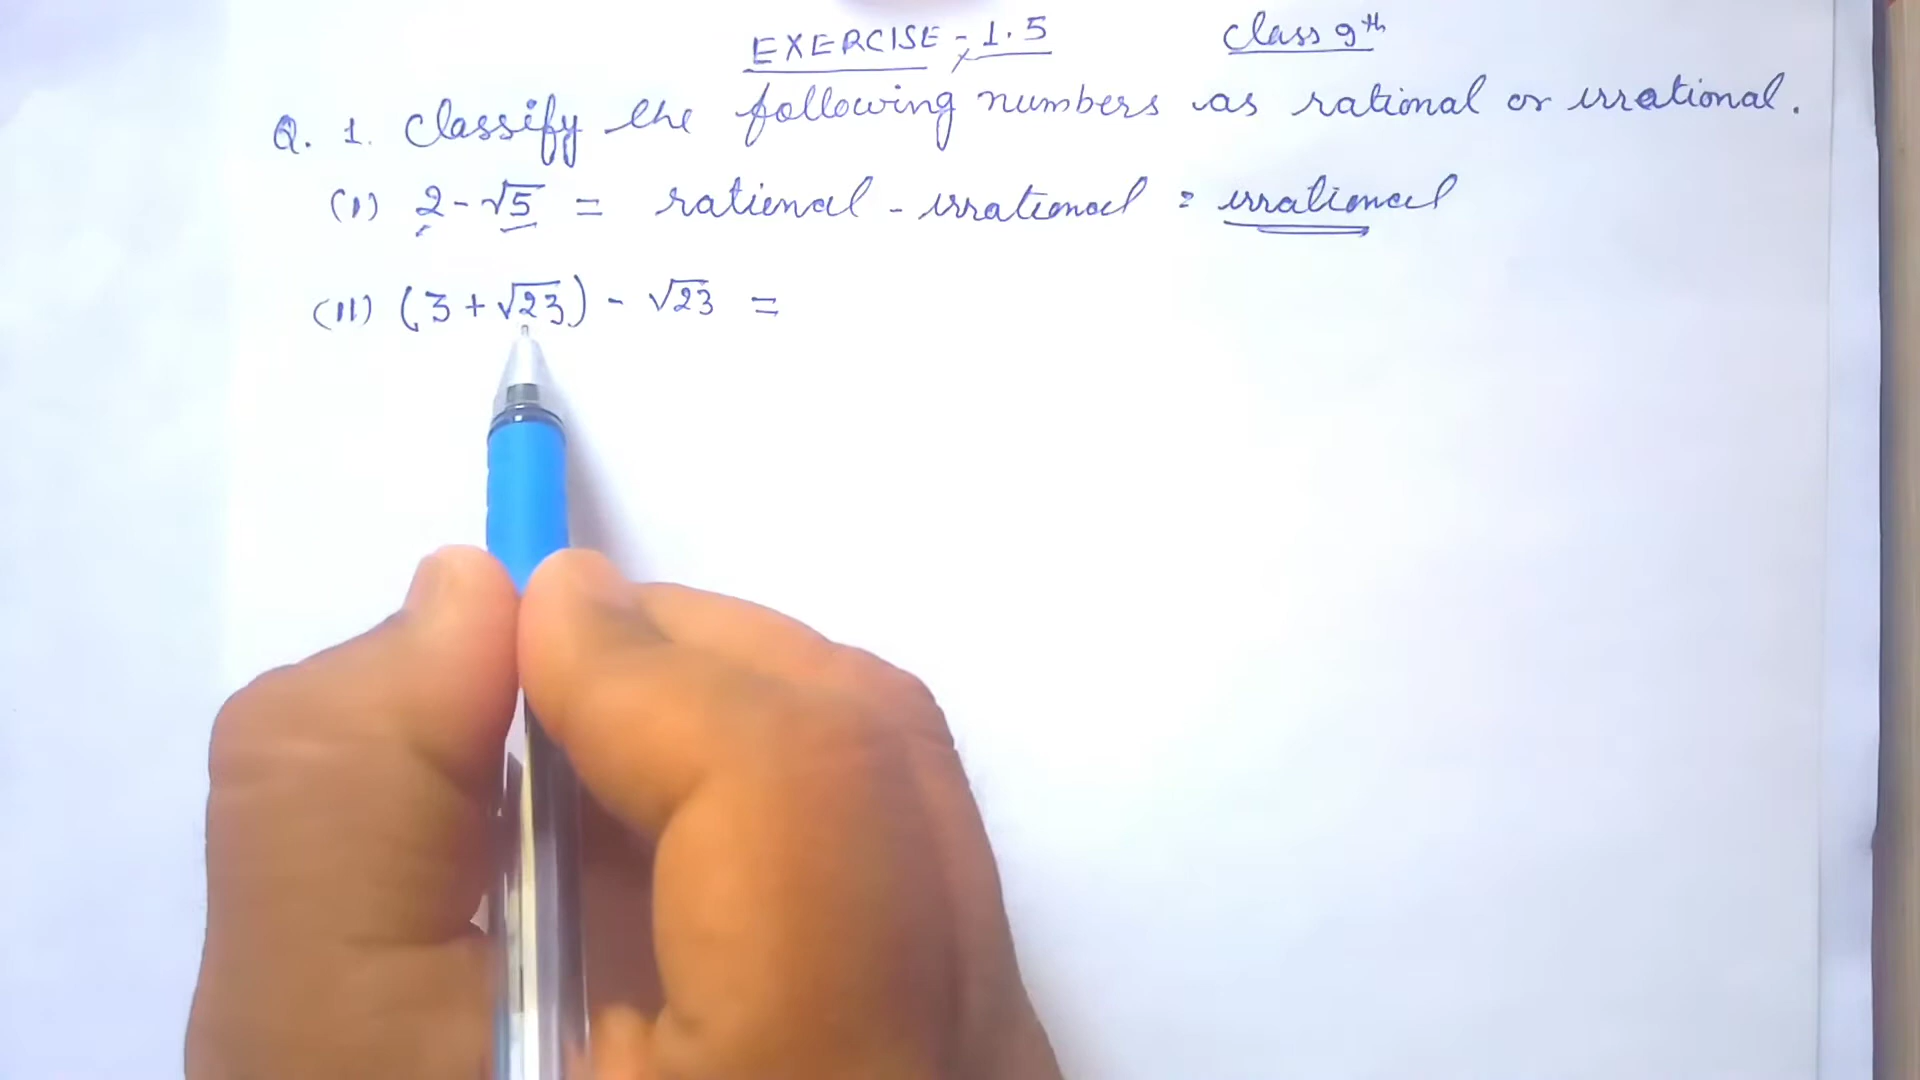 EXERCISE - 1.5 Class 9th
Q. 1. Classify the following numbers as rational or irrational.
(I) 2 - √5 = rational - irrational = irrational
(II) (3 + √23) - √23 =